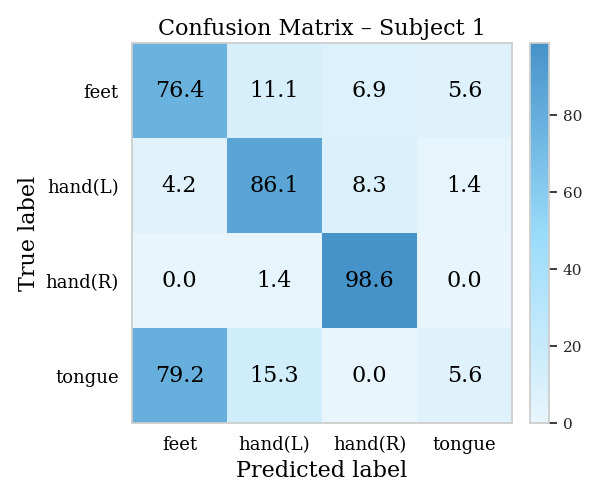 Confusion Matrix – Subject 1
True label
feet 76.4 11.1 6.9 5.6
hand(L) 4.2 86.1 8.3 1.4
hand(R) 0.0 1.4 98.6 0.0
tongue 79.2 15.3 0.0 5.6
feet hand(L) hand(R) tongue
Predicted label
80
60
40
20
0